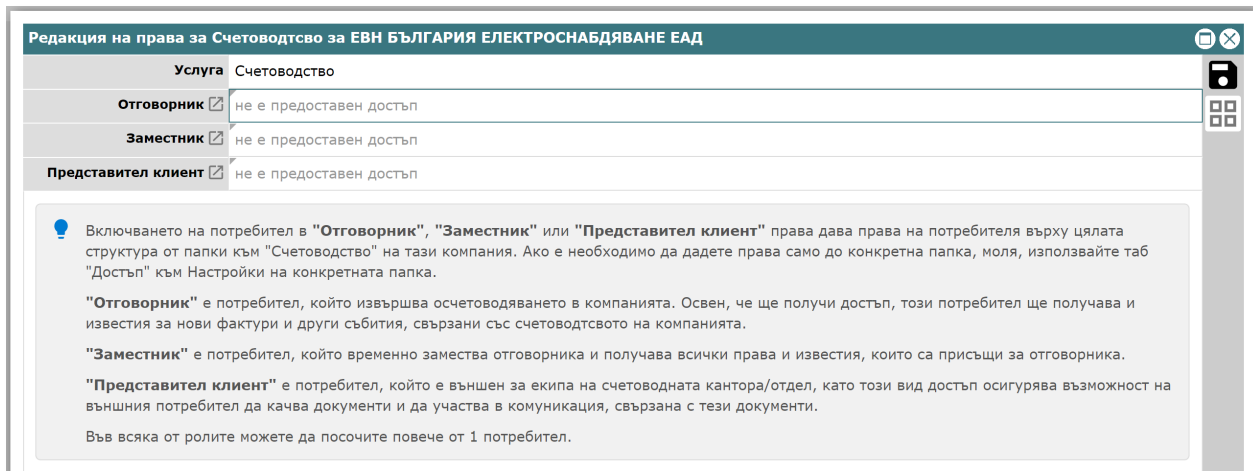 Редакция на права за Счетоводтсво за ЕВН БЪЛГАРИЯ ЕЛЕКТРОСНАБДЯВАНЕ ЕАД
Услуга Счетоводство
Отговорник не е предоставен достъп
Заместник не е предоставен достъп
Представител клиент не е предоставен достъп
Включването на потребител в "Отговорник", "Заместник" или "Представител клиент" права дава права на потребителя върху цялата
структура от папки към "Счетоводство" на тази компания. Ако е необходимо да дадете права само до конкретна папка, моля, използвайте таб
"Достъп" към Настройки на конкретната папка.
"Отговорник" е потребител, който извършва осчетоводяването в компанията. Освен, че ще получи достъп, този потребител ще получава и
известия за нови фактури и други събития, свързани със счетоводтсвото на компанията.
"Заместник" е потребител, който временно замества отговорника и получава всички права и известия, които са присъщи за отговорника.
"Представител клиент" е потребител, който е външен за екипа на счетоводната кантора/отдел, като този вид достъп осигурява възможност на
външния потребител да качва документи и да участва в комуникация, свързана с тези документи.
Във всяка от ролите можете да посочите повече от 1 потребител.